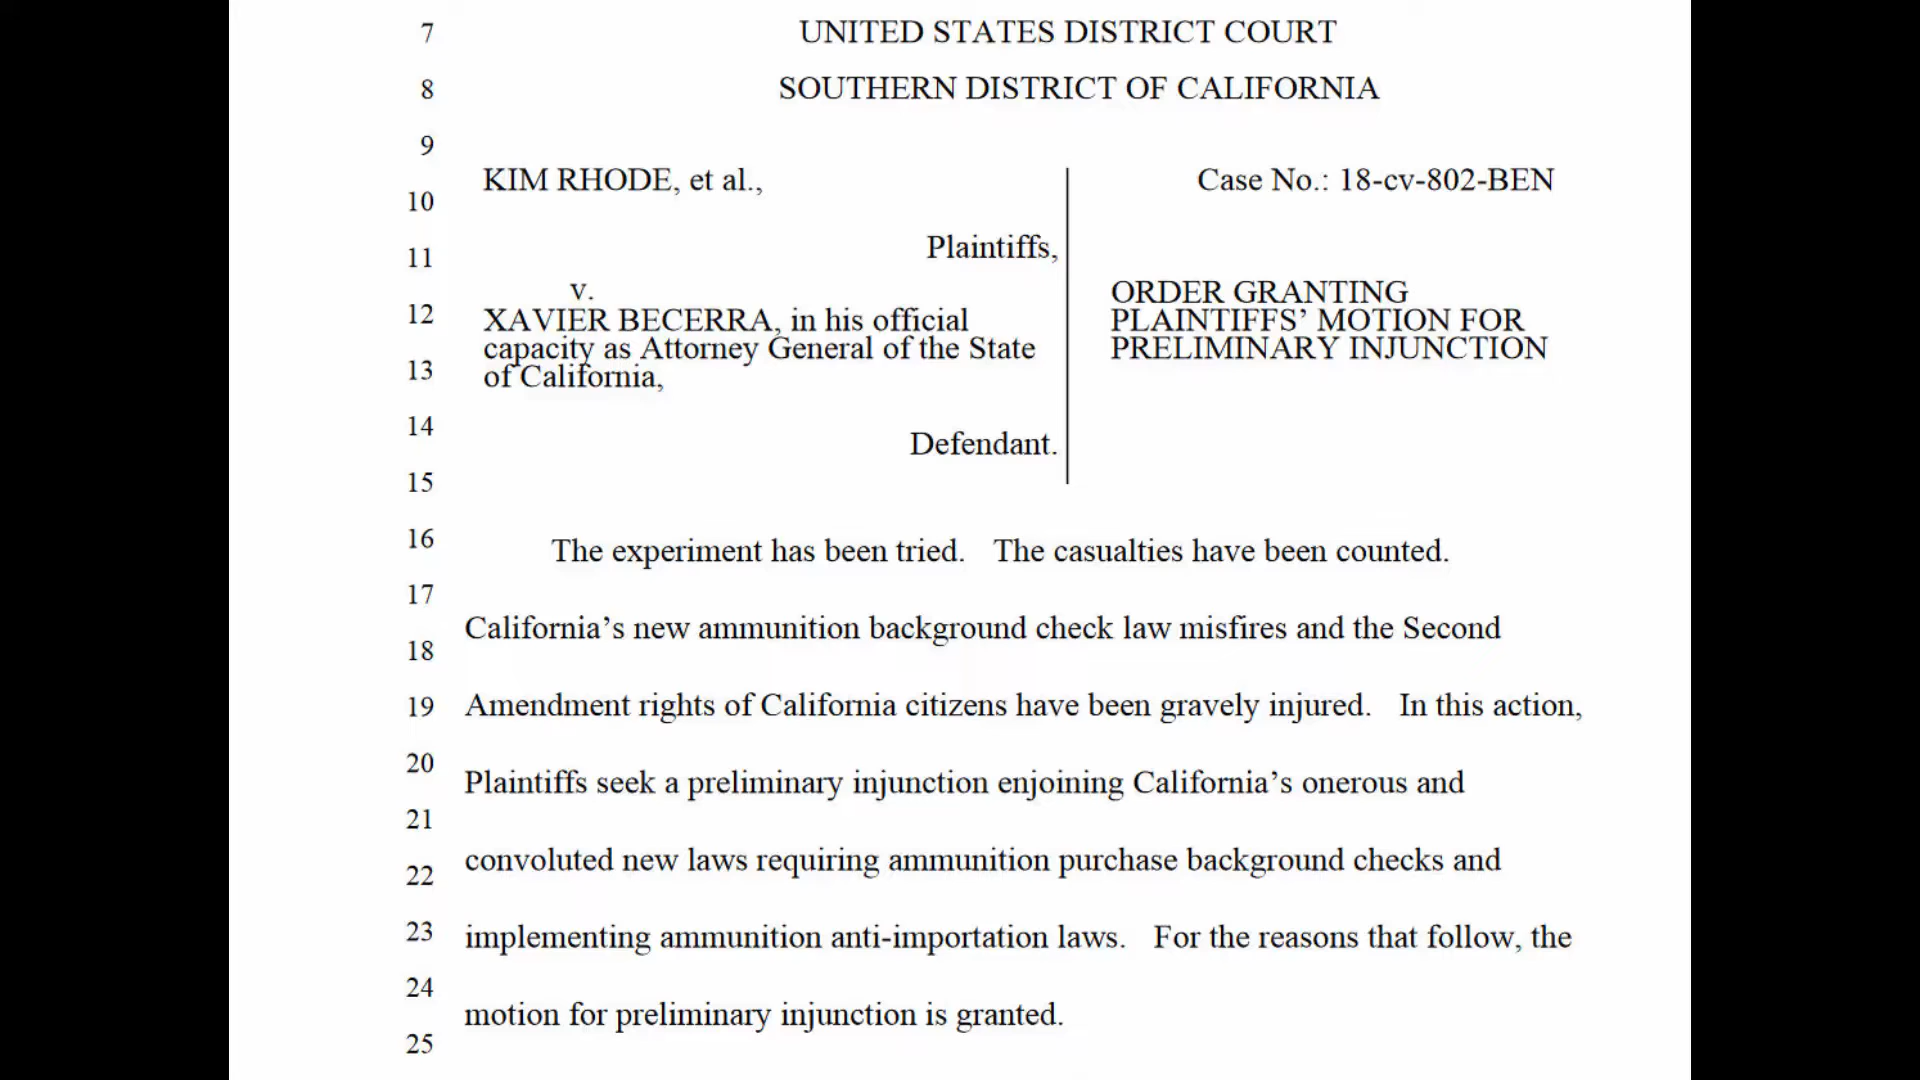 7 UNITED STATES DISTRICT COURT
8 SOUTHERN DISTRICT OF CALIFORNIA
9
KIM RHODE, et al., Case No.: 18-cv-802-BEN
10
Plaintiffs,
11
v. ORDER GRANTING
12 XAVIER BECERRA, in his official PLAINTIFFS’ MOTION FOR
capacity as Attorney General of the State PRELIMINARY INJUNCTION
13 of California,
14
Defendant.
15
16 The experiment has been tried. The casualties have been counted.
17
California’s new ammunition background check law misfires and the Second
18
19 Amendment rights of California citizens have been gravely injured. In this action,
20
Plaintiffs seek a preliminary injunction enjoining California’s onerous and
21
convoluted new laws requiring ammunition purchase background checks and
22
23 implementing ammunition anti-importation laws. For the reasons that follow, the
24
motion for preliminary injunction is granted.
25